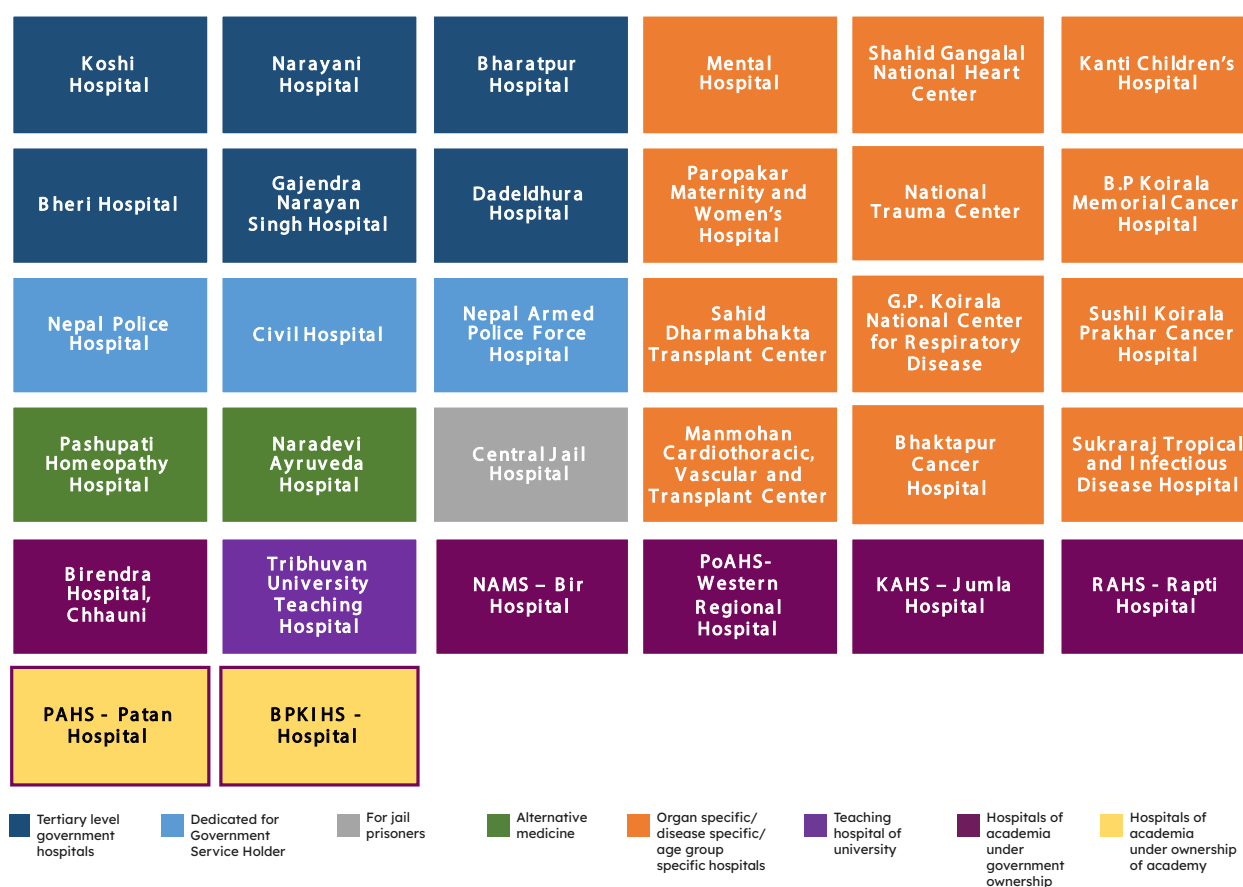 Koshi
Hospital
Narayani
Hospital
Bharatpur
Hospital
Mental
Hospital
Shahid Gangalal
National Heart
Center
Kanti Children's
Hospital
Bheri Hospital
Gajendra
Narayan
Singh Hospital
Dadeldhura
Hospital
Paropakar
Maternity and
Women's
Hospital
National
Trauma Center
B.P Koirala
Memorial Cancer
Hospital
Nepal Police
Hospital
Civil Hospital
Nepal Armed
Police Force
Hospital
Sahid
Dharmabhakta
Transplant Center
G.P. Koirala
National Center
for Respiratory
Disease
Sushil Koirala
Prakhar Cancer
Hospital
Pashupati
Homeopathy
Hospital
Naradevi
Ayruveda
Hospital
Central Jail
Hospital
Manmohan
Cardiothoracic,
Vascular and
Transplant Center
Bhaktapur
Cancer
Hospital
Sukraraj Tropical
and Infectious
Disease Hospital
Birendra
Hospital,
Chhauni
Tribhuvan
University
Teaching
Hospital
NAMS – Bir
Hospital
PoAHS-
Western
Regional
Hospital
KAHS – Jumla
Hospital
RAHS - Rapti
Hospital
PAHS - Patan
Hospital
BPKIHS -
Hospital
Tertiary level
government
hospitals
Dedicated for
Government
Service Holder
For jail
prisoners
Alternative
medicine
Organ specific/
disease specific/
age group
specific hospitals
Teaching
hospital of
university
Hospitals of
academia
under
government
ownership
Hospitals of
academia
under ownership
of academy